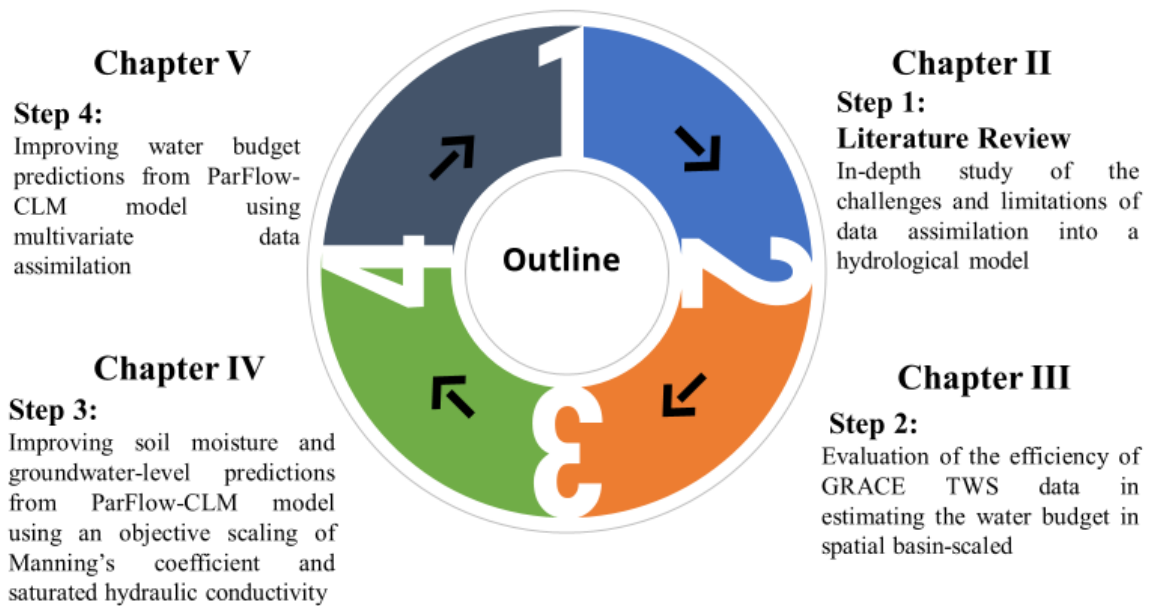 Chapter II
Step 1:
Literature Review
In-depth study of the
challenges and limitations of
data assimilation into a
hydrological model
Chapter III
Step 2:
Evaluation of the efficiency of
GRACE TWS data in
estimating the water budget in
spatial basin-scaled
Chapter IV
Step 3:
Improving soil moisture and
groundwater-level predictions
from ParFlow-CLM model
using an objective scaling of
Manning's coefficient and
saturated hydraulic conductivity
Chapter V
Step 4:
Improving water budget
predictions from ParFlow-
CLM model using
multivariate data
assimilation
Outline
1
2
3
4